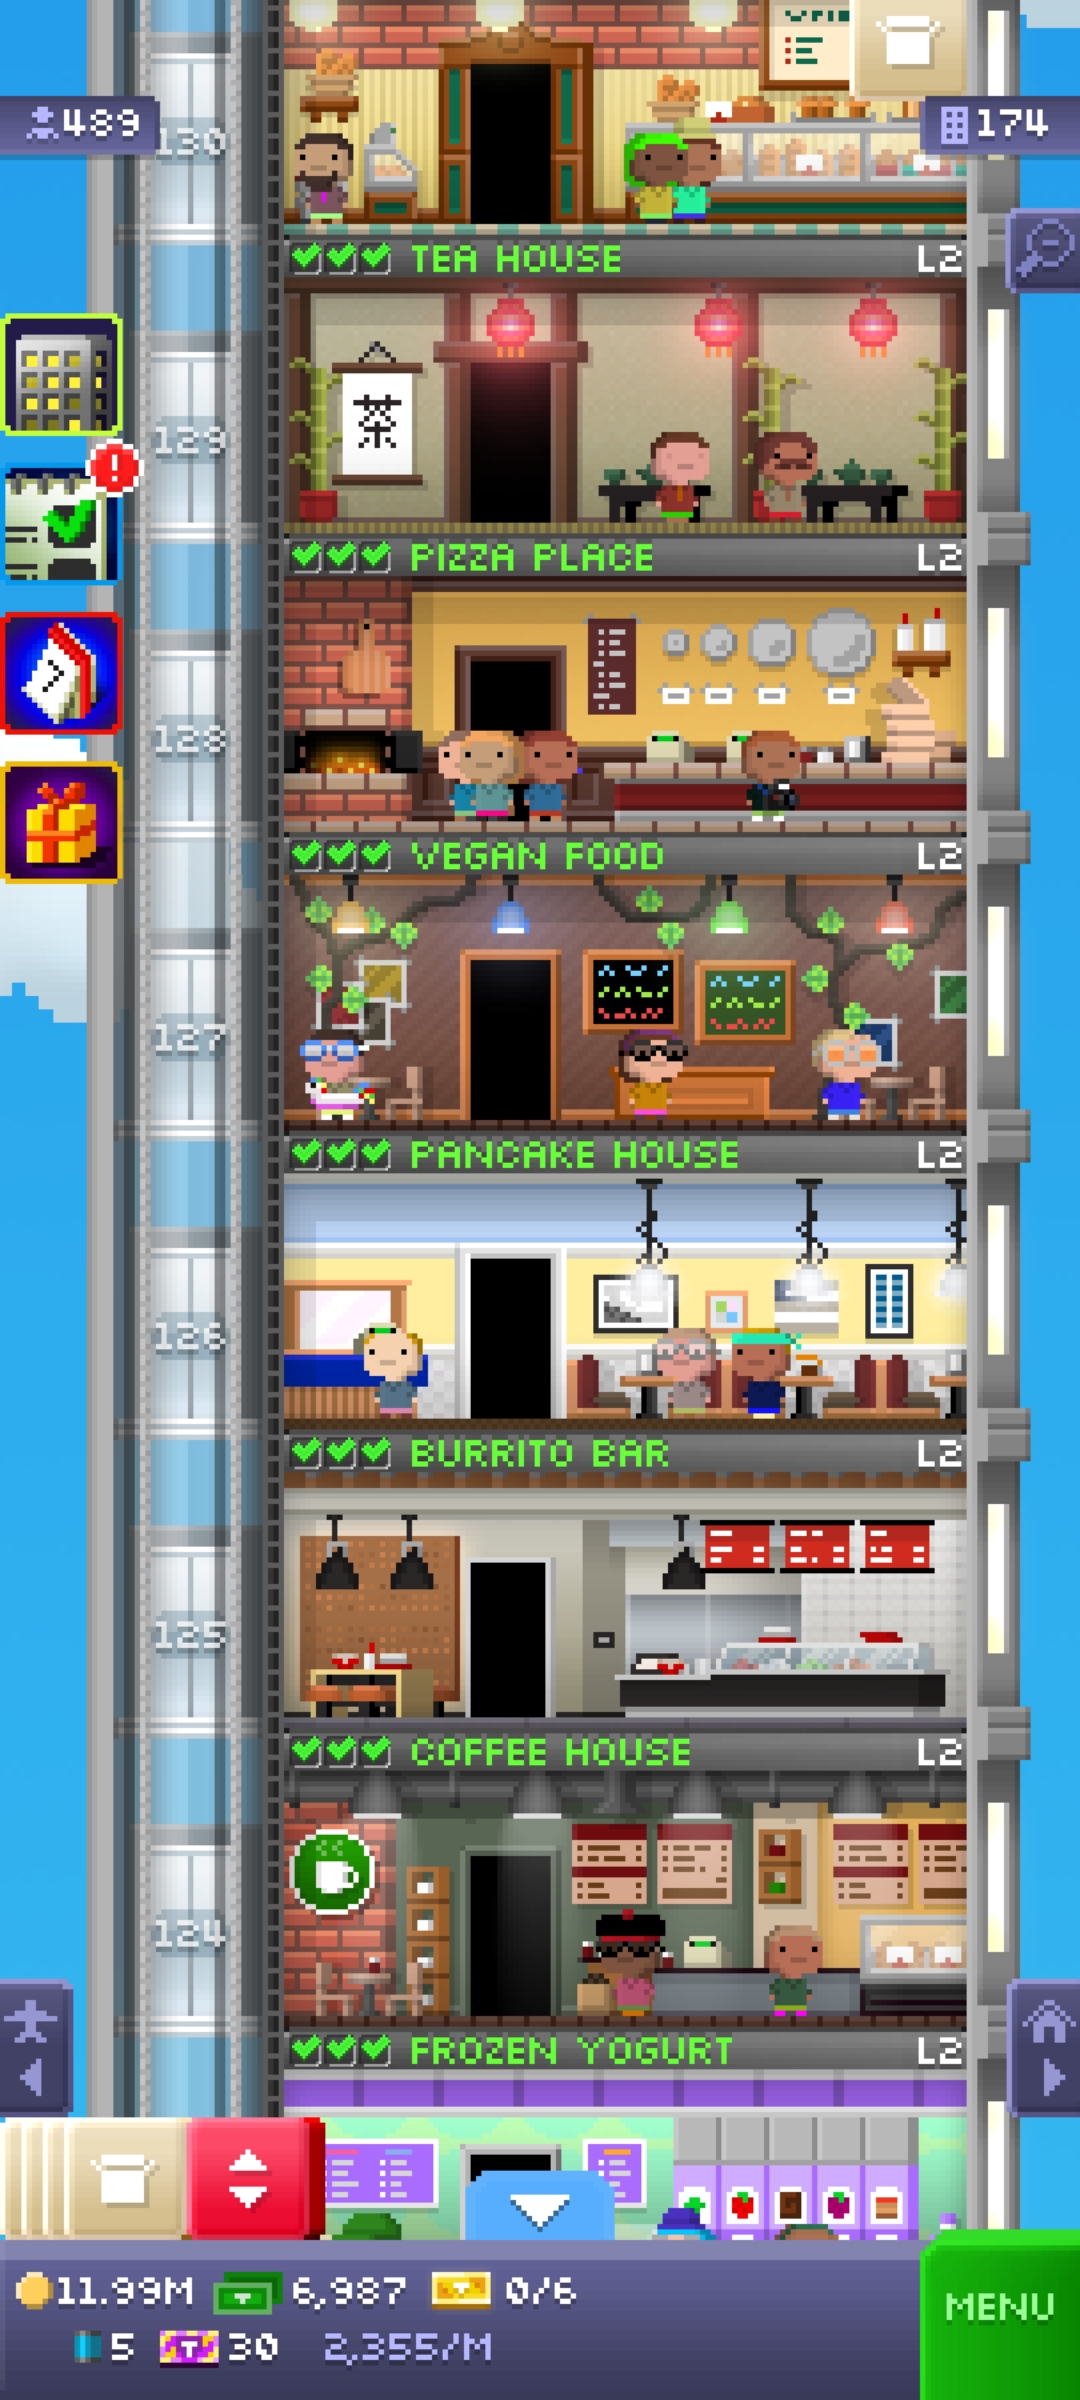 489
130
174
TEA HOUSE L2
茶
129
PIZZA PLACE L2
128
VEGAN FOOD L2
127
PANCAKE HOUSE L2
126
BURRITO BAR L2
125
COFFEE HOUSE L2
124
FROZEN YOGURT L2
11.99M 6,987 0/6
MENU
5 T 30 2,355/M